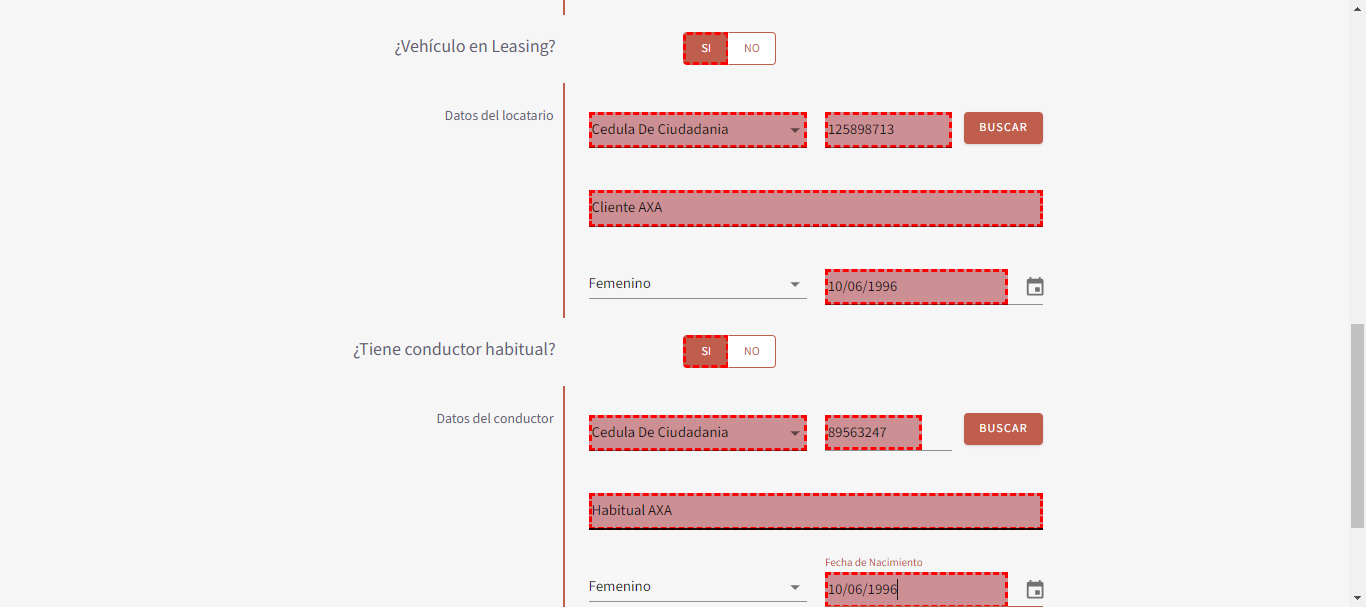 ¿Vehículo en Leasing?
SI NO
Datos del locatario
Cedula De Ciudadania 125898713 BUSCAR
Cliente AXA
Femenino 10/06/1996
¿Tiene conductor habitual?
SI NO
Datos del conductor
Cedula De Ciudadania 89563247 BUSCAR
Habitual AXA
Fecha de Nacimiento
Femenino 10/06/1996